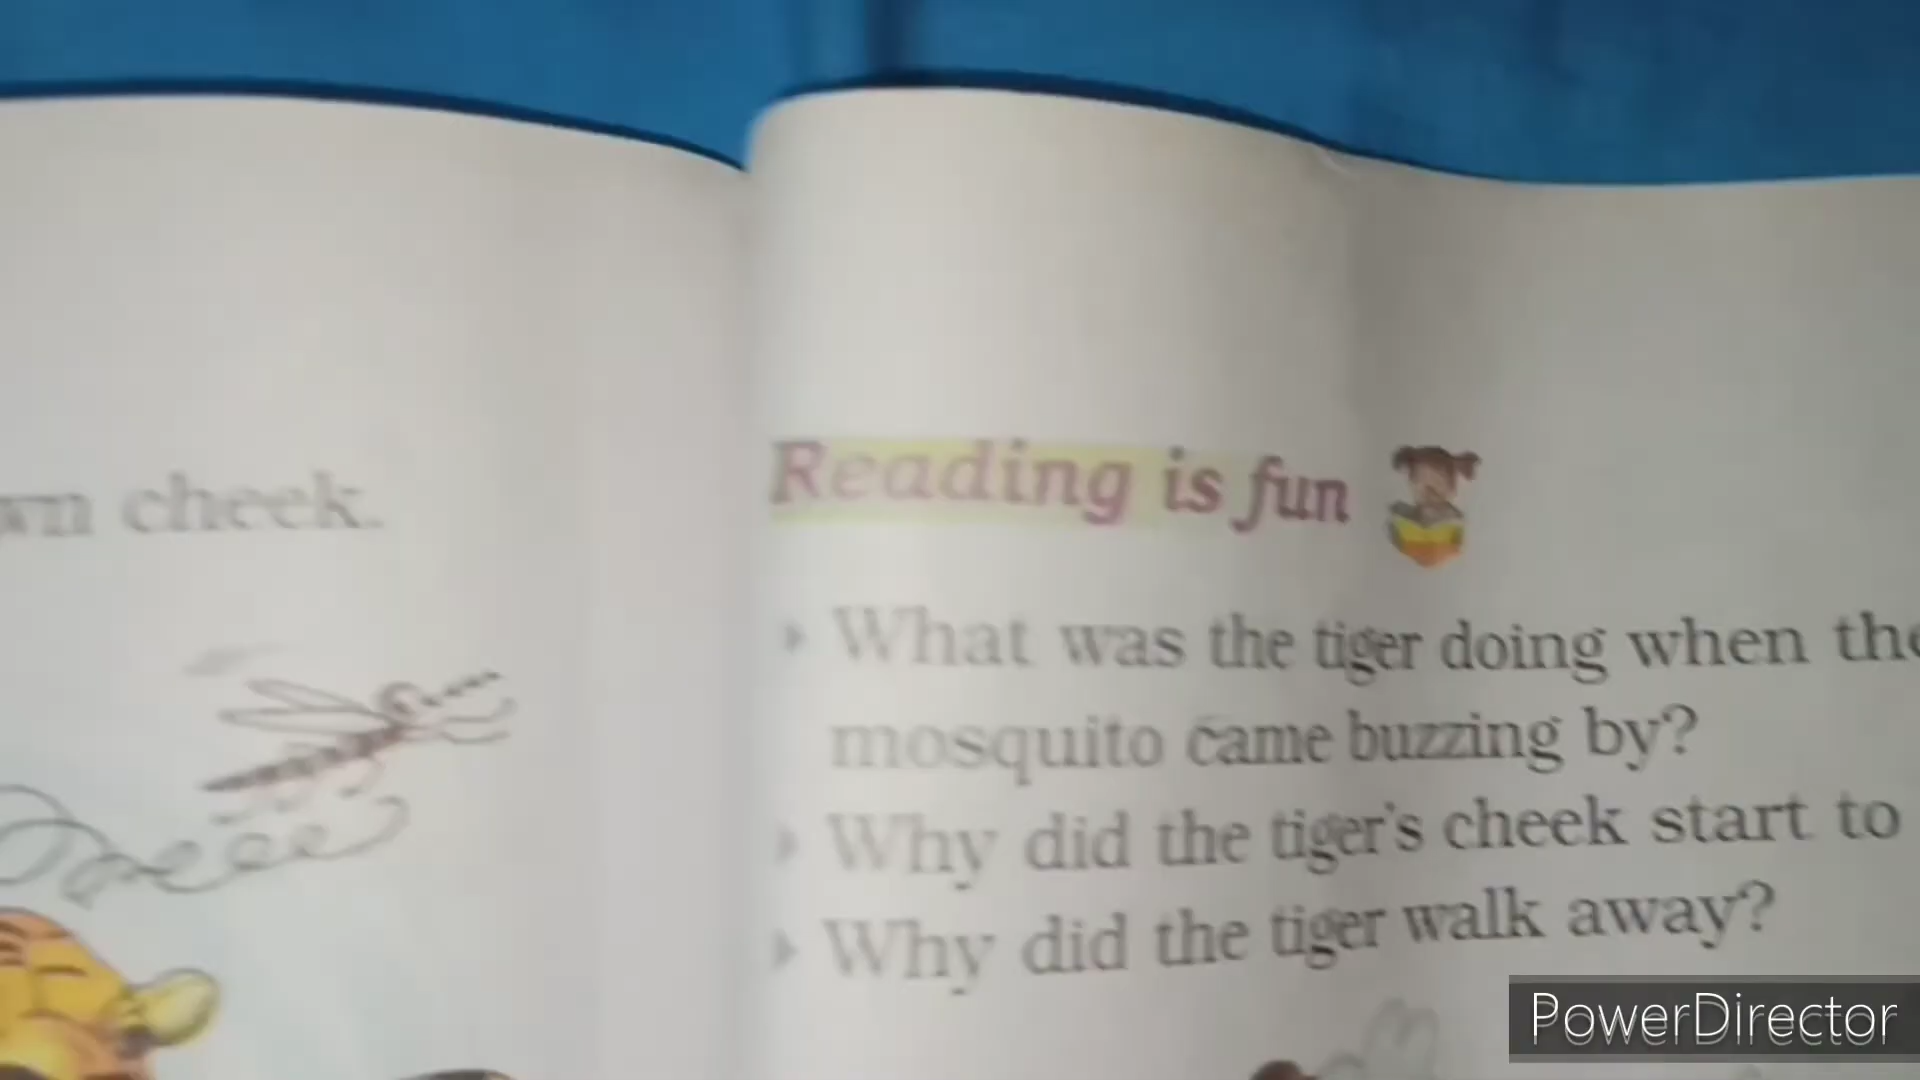 wn cheek.
Reading is fun
What was the tiger doing when the
mosquito came buzzing by?
Why did the tiger's cheek start to
Why did the tiger walk away?
PowerDirector